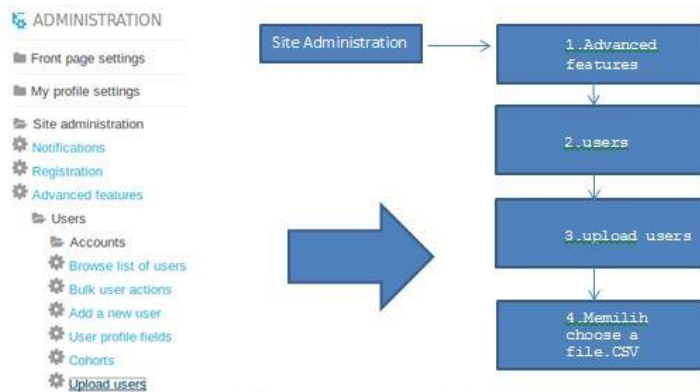 ADMINISTRATION
Front page settings
My profile settings
Site administration
Notifications
Registration
Advanced features
Users
Accounts
Browse list of users
Bulk user actions
Add a new user
User profile fields
Cohorts
Upload users
Site Administration
1.Advanced
features
2.users
3.upload users
4.Memilih
choose a
file.CSV